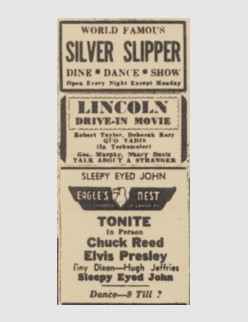 WORLD FAMOUS
SILVER SLIPPER
DINE * DANCE * SHOW
Open Every Night Except Monday
LINCOLN
DRIVE-IN MOVIE
Robert Taylor, Deborah Kerr
QUO VADIS
(In Technicolor)
Geo. Murphy, Nancy Davis
TALK ABOUT A STRANGER
SLEEPY EYED JOHN
EAGLE'S NEST
TONITE
In Person
Chuck Reed
Elvis Presley
Tiny Dixon—Hugh Jeffries
Sleepy Eyed John
Dance—9 Till ?